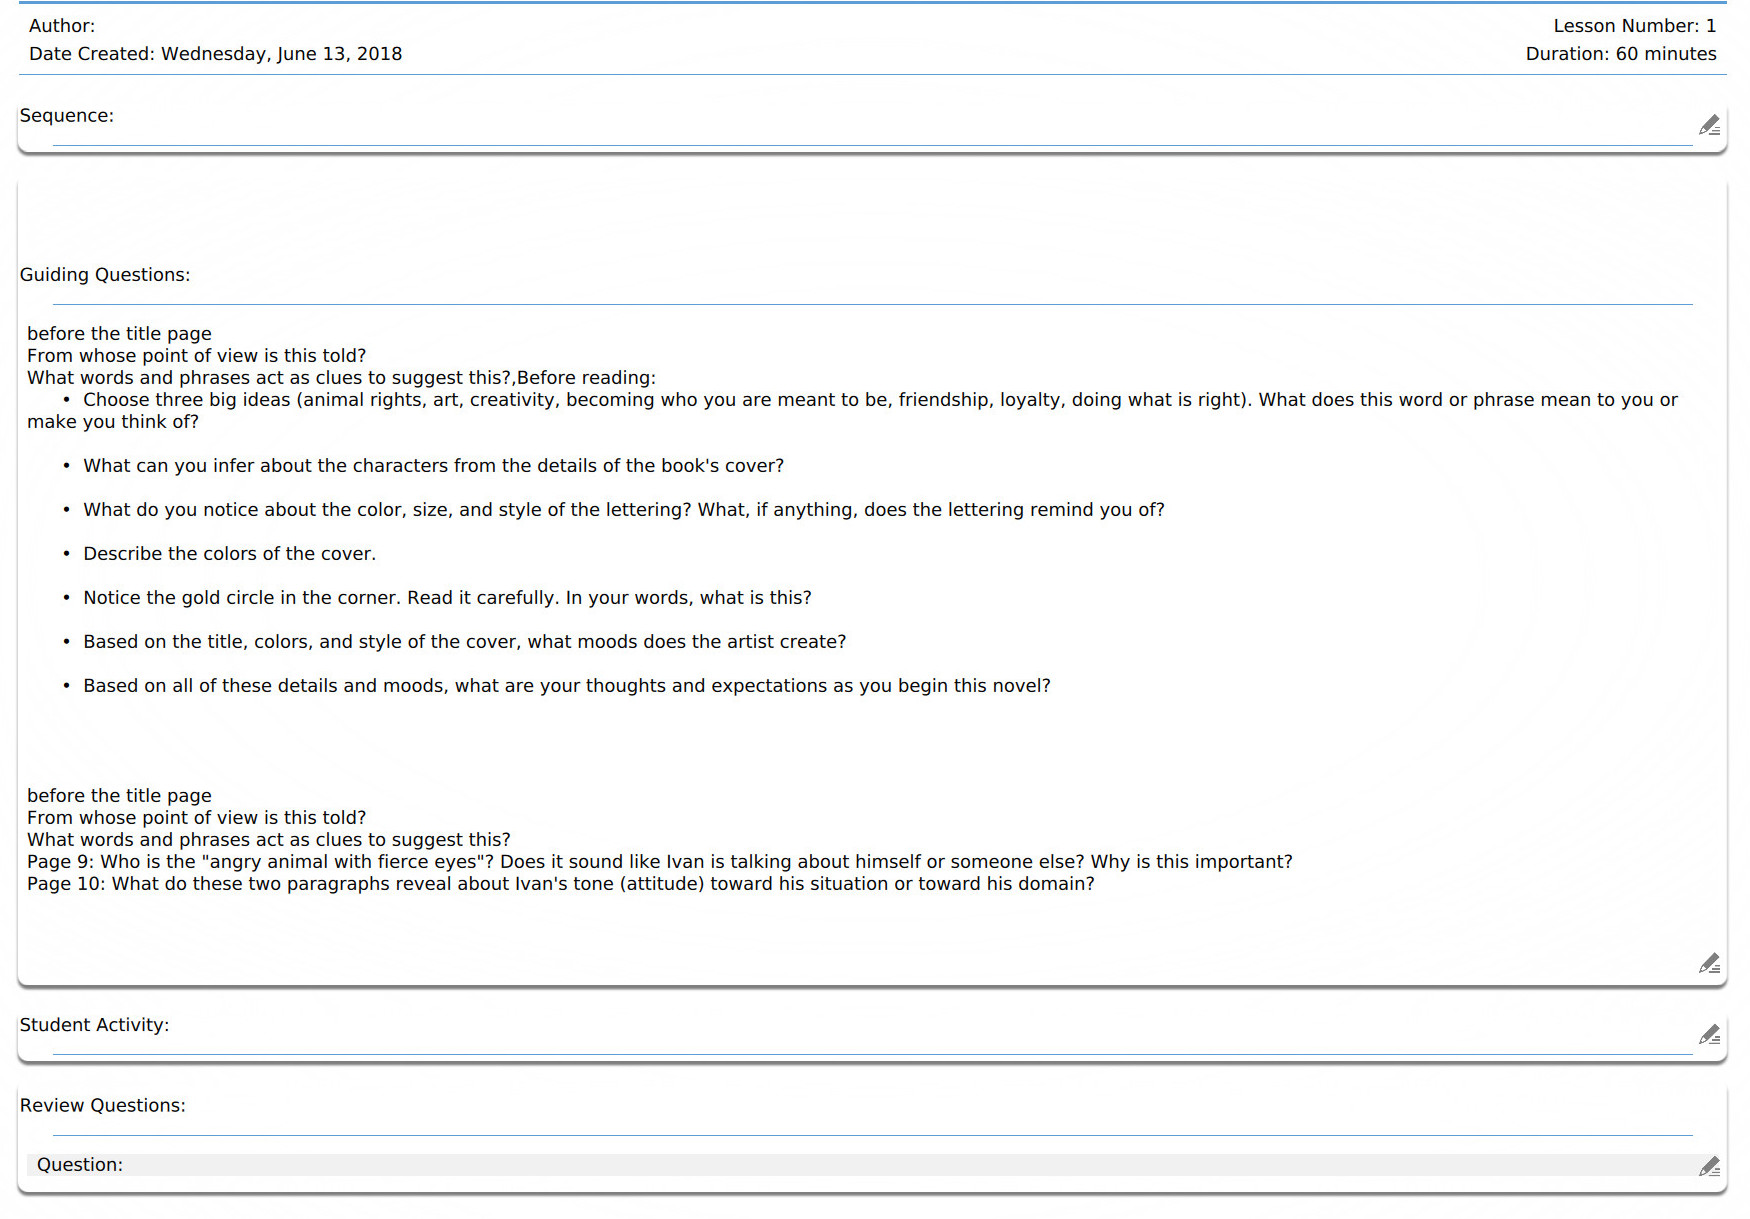 Author:
Lesson Number: 1
Date Created: Wednesday, June 13, 2018
Duration: 60 minutes
Sequence:
Guiding Questions:
before the title page
From whose point of view is this told?
What words and phrases act as clues to suggest this?,Before reading:
• Choose three big ideas (animal rights, art, creativity, becoming who you are meant to be, friendship, loyalty, doing what is right). What does this word or phrase mean to you or
make you think of?
• What can you infer about the characters from the details of the book's cover?
• What do you notice about the color, size, and style of the lettering? What, if anything, does the lettering remind you of?
• Describe the colors of the cover.
• Notice the gold circle in the corner. Read it carefully. In your words, what is this?
• Based on the title, colors, and style of the cover, what moods does the artist create?
• Based on all of these details and moods, what are your thoughts and expectations as you begin this novel?
before the title page
From whose point of view is this told?
What words and phrases act as clues to suggest this?
Page 9: Who is the "angry animal with fierce eyes"? Does it sound like Ivan is talking about himself or someone else? Why is this important?
Page 10: What do these two paragraphs reveal about Ivan's tone (attitude) toward his situation or toward his domain?
Student Activity:
Review Questions:
Question: